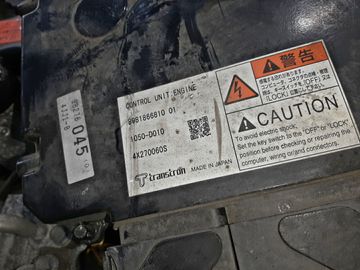 CONTROL UNIT;ENGINE
8981866810 01
1050-D010
4X270060S
transtron MADE IN JAPAN
045
警告
CAUTION
To avoid electric shock.
Set the key switch to the "OFF" or "LOCK"
position before checking or repairing the
computer, wiring or connectors.